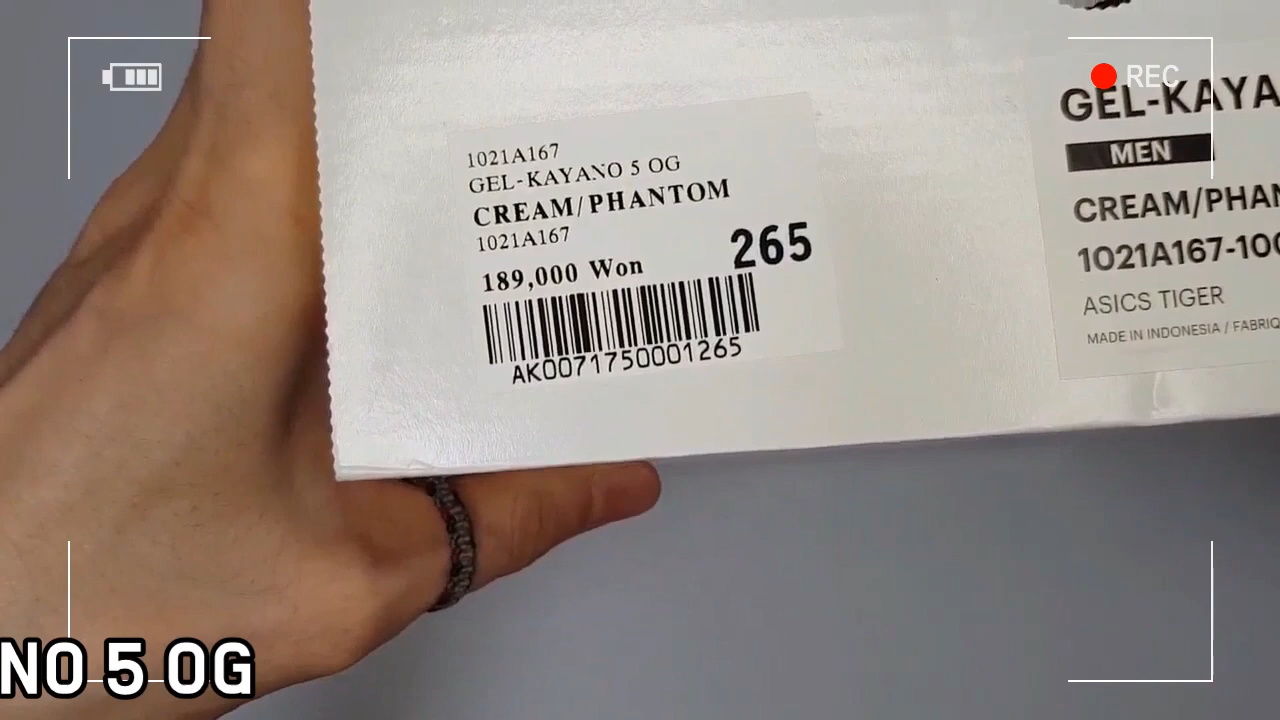 REC
1021A167
GEL-KAYANO 5 OG
CREAM/PHANTOM
1021A167
265
189,000 Won
AK0071750001265
GEL-KAYA
MEN
CREAM/PHAN
1021A167-100
ASICS TIGER
MADE IN INDONESIA / FABRIQ
NO 5 OG